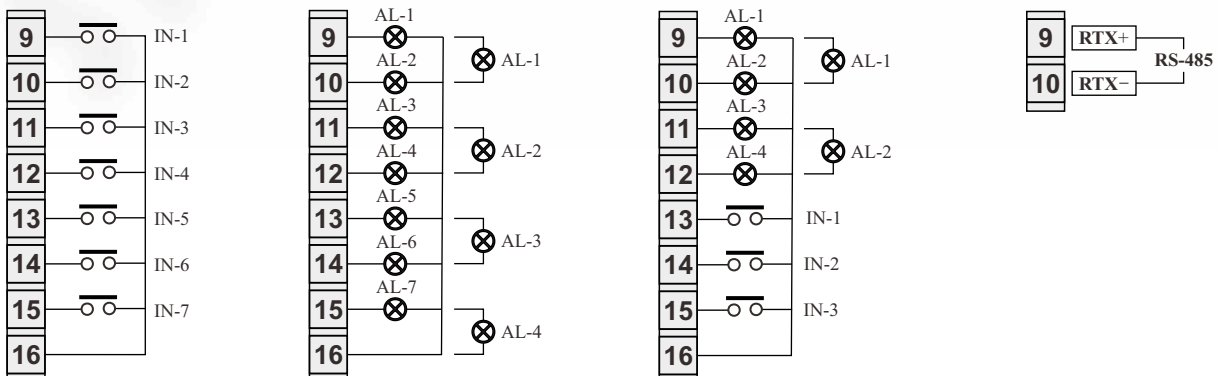 9
IN-1
10
IN-2
11
IN-3
12
IN-4
13
IN-5
14
IN-6
15
IN-7
16
AL-1
9
AL-2
AL-1
10
AL-3
11
AL-4
AL-2
12
AL-5
13
AL-6
AL-3
14
AL-7
15
AL-4
16
AL-1
9
AL-2
AL-1
10
AL-3
11
AL-4
AL-2
12
13
IN-1
14
IN-2
15
IN-3
16
9
RTX+
RS-485
10
RTX−